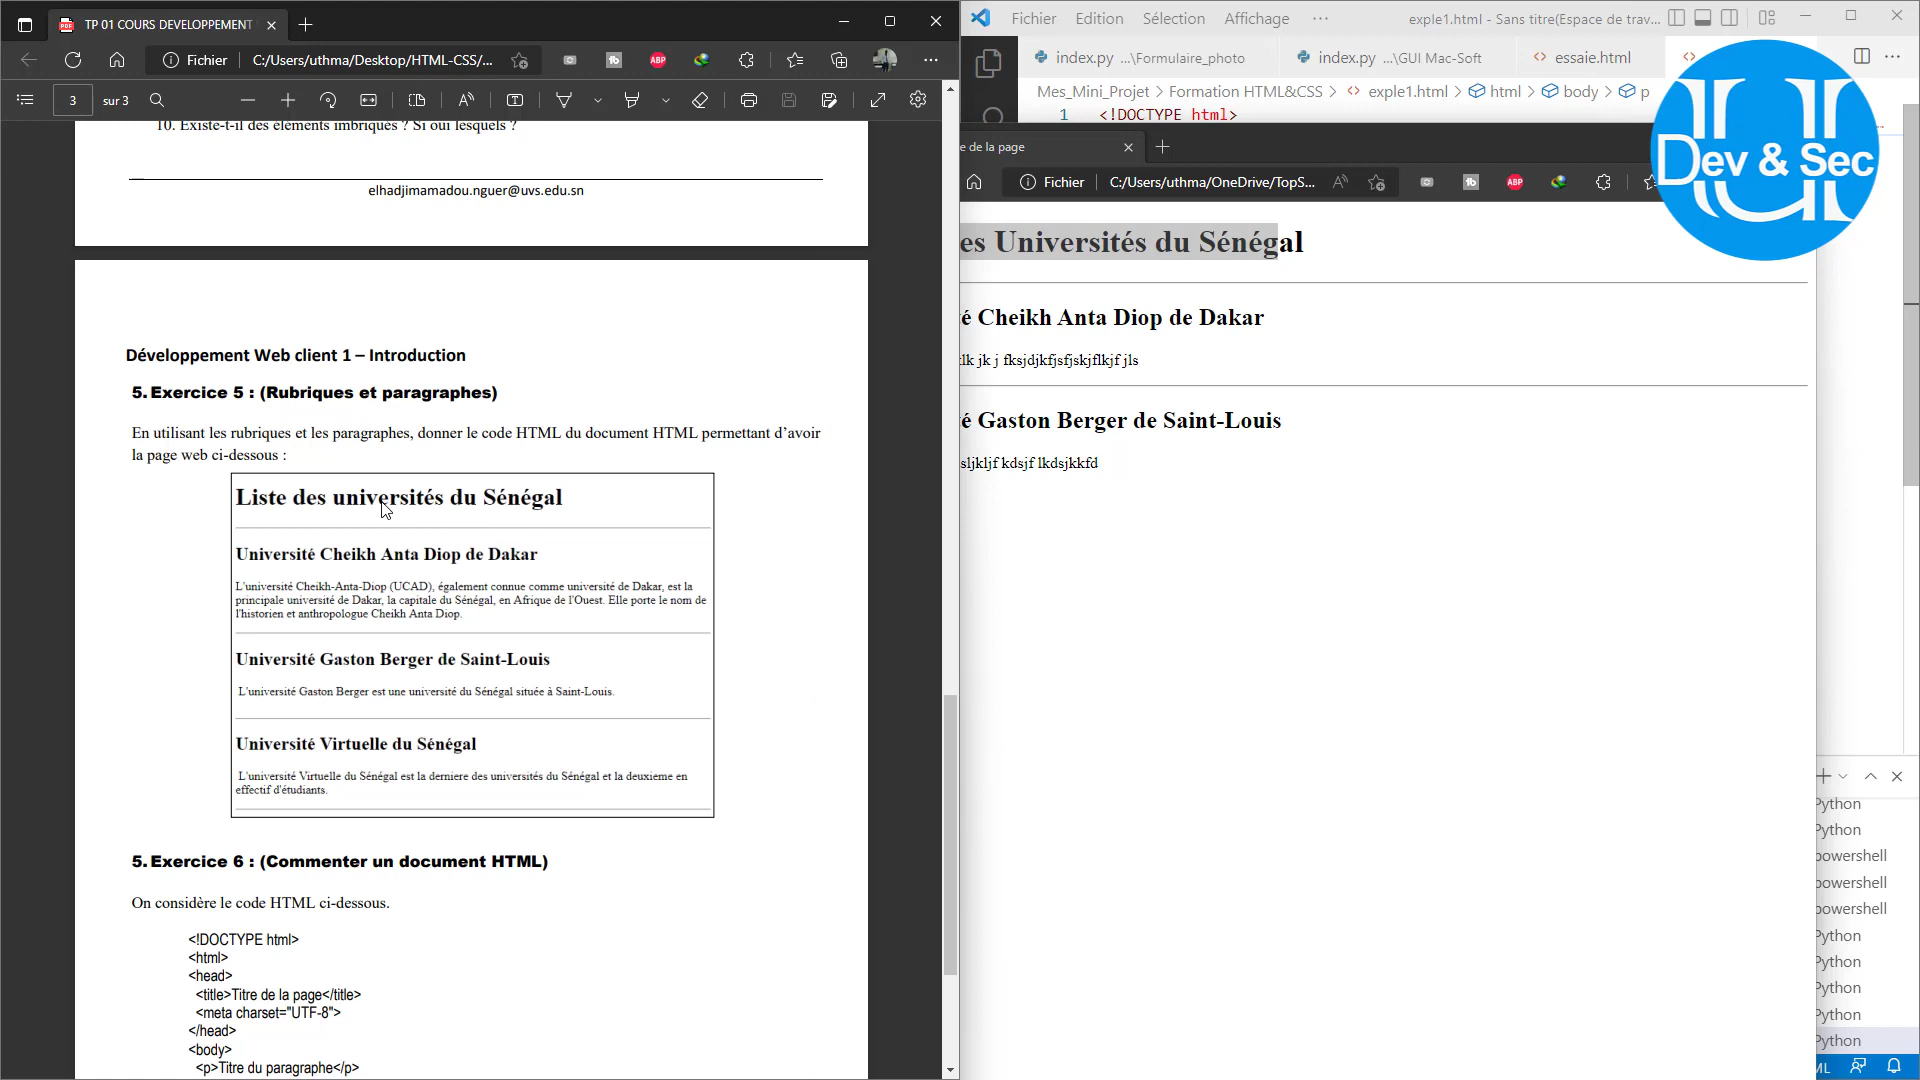 TP 01 COURS DEVELOPPEMENT
Fichier
C:/Users/uthma/Desktop/HTML-CSS/...
ABP
3 sur 3
10. Existe-t-il des éléments imbriqués ? Si oui lesquels ?
elhadjimamadou.nguer@uvs.edu.sn
Développement Web client 1 – Introduction
5. Exercice 5 : (Rubriques et paragraphes)
En utilisant les rubriques et les paragraphes, donner le code HTML du document HTML permettant d’avoir
la page web ci-dessous :
Liste des universités du Sénégal
Université Cheikh Anta Diop de Dakar
L'université Cheikh-Anta-Diop (UCAD), également connue comme université de Dakar, est la
principale université de Dakar, la capitale du Sénégal, en Afrique de l'Ouest. Elle porte le nom de
l'historien et anthropologue Cheikh Anta Diop.
Université Gaston Berger de Saint-Louis
L'université Gaston Berger est une université du Sénégal située à Saint-Louis.
Université Virtuelle du Sénégal
L'université Virtuelle du Sénégal est la derniere des universités du Sénégal et la deuxieme en
effectif d'étudiants.
5. Exercice 6 : (Commenter un document HTML)
On considère le code HTML ci-dessous.
<!DOCTYPE html>
<html>
<head>
<title>Titre de la page</title>
<meta charset="UTF-8">
</head>
<body>
<p>Titre du paragraphe</p>
Fichier Edition Sélection Affichage ...
exple1.html - Sans titre(Espace de trav...
index.py ...\Formulaire_photo
index.py ...\GUI Mac-Soft
essaie.html
Mes_Mini_Projet > Formation HTML&CSS > exple1.html > html > body > p
1 <!DOCTYPE html>
e de la page
Fichier
C:/Users/uthma/OneDrive/TopS...
ABP
Dev & Sec
es Universités du Sénégal
é Cheikh Anta Diop de Dakar
lk jk j fksjdjkfjsfjskjflkjf jls
é Gaston Berger de Saint-Louis
sljkljf kdsjf lkdsjkkfd
Python
Python
powershell
powershell
powershell
Python
Python
Python
Python
Python
ML